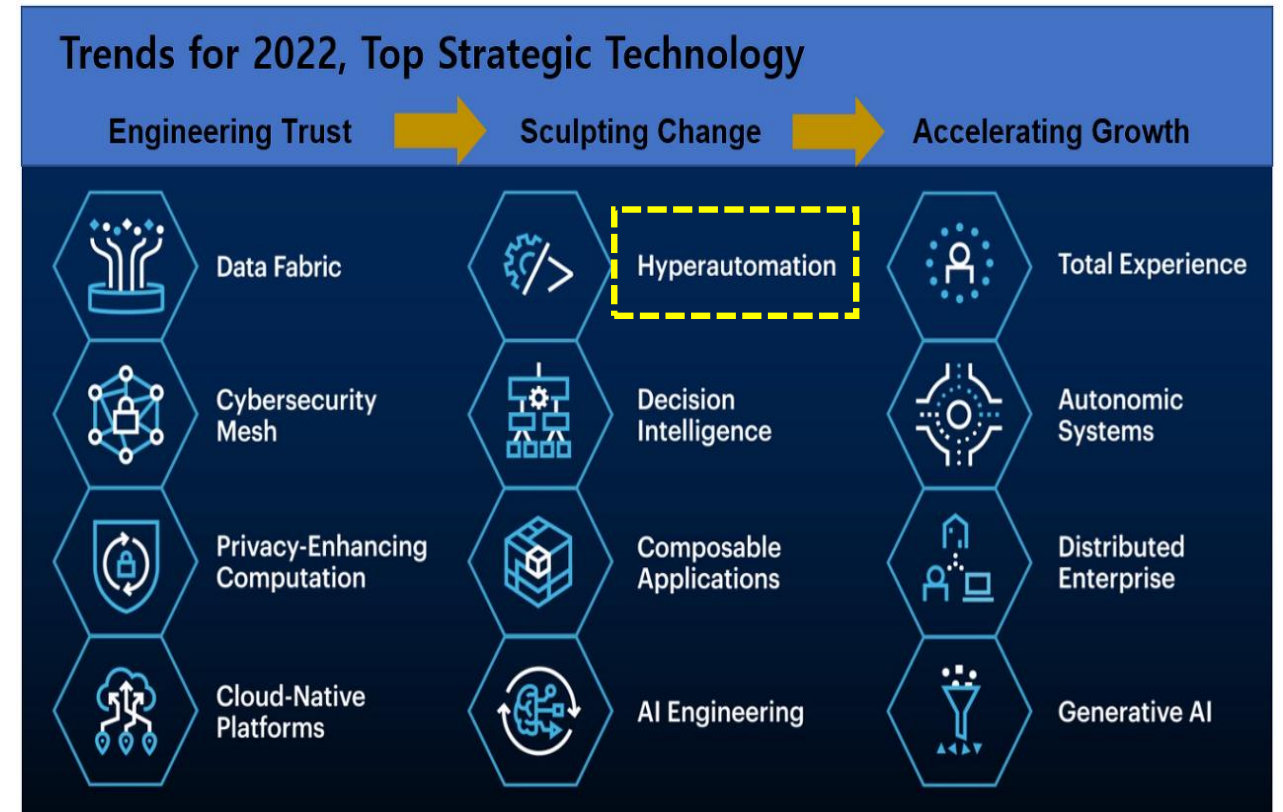 Trends for 2022, Top Strategic Technology
Engineering Trust
Sculpting Change
Accelerating Growth
Data Fabric
Hyperautomation
Total Experience
Cybersecurity
Mesh
Decision
Intelligence
Autonomic
Systems
Privacy-Enhancing
Computation
Composable
Applications
Distributed
Enterprise
Cloud-Native
Platforms
AI Engineering
Generative AI